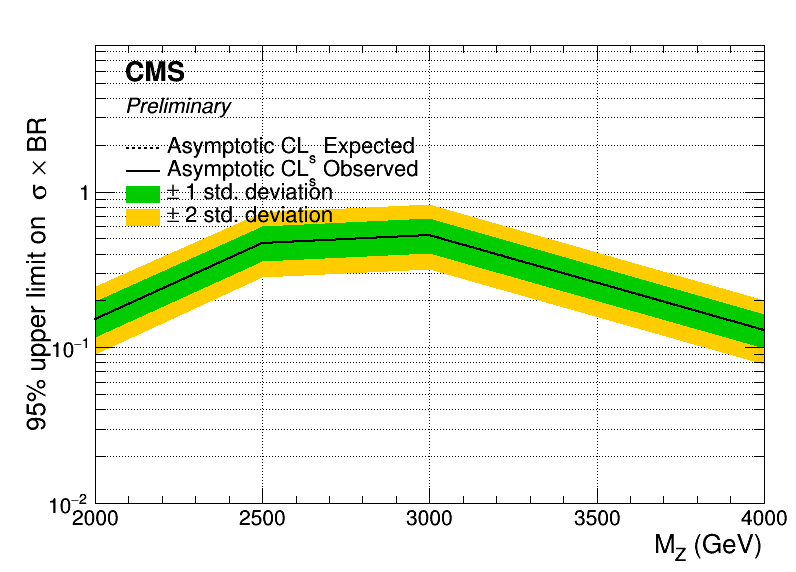 CMS
Preliminary
Asymptotic CLs Expected
Asymptotic CLs Observed
± 1 std. deviation
± 2 std. deviation
95% upper limit on σ × BR
1
10⁻¹
10⁻²
2000 2500 3000 3500 4000
M_Z (GeV)